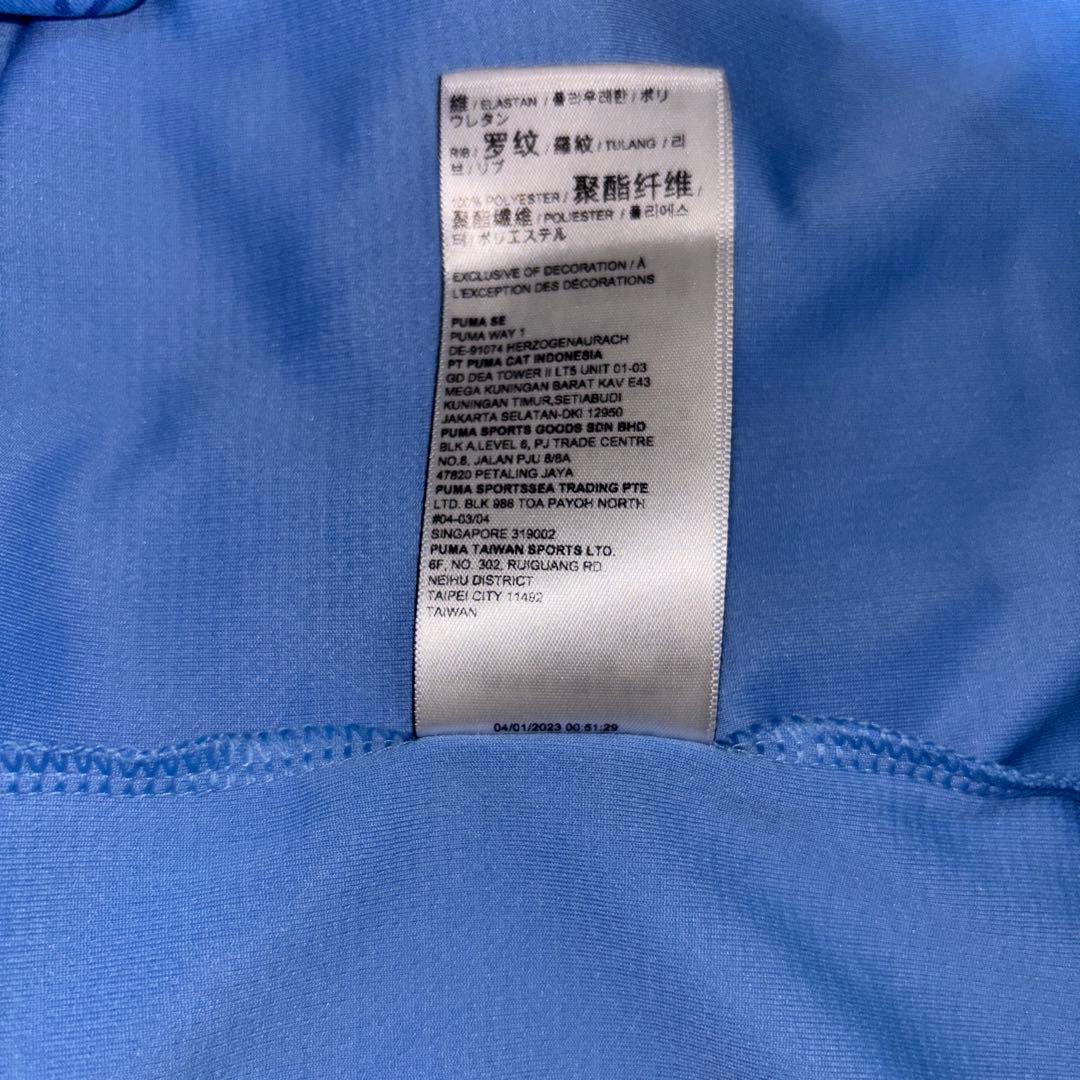 維 / ELASTAN / 폴리우레탄 / ポリ
ウレタン
RIB / 罗纹 / 羅紋 / TULANG / 리
브 / リブ
100% POLYESTER / 聚酯纤维 /
聚酯纖維 / POLIESTER / 폴리에스
터 / ポリエステル
EXCLUSIVE OF DECORATION / À
L'EXCEPTION DES DÉCORATIONS
PUMA SE
PUMA WAY 1
DE-91074 HERZOGENAURACH
PT PUMA CAT INDONESIA
GD DEA TOWER II LT5 UNIT 01-03
MEGA KUNINGAN BARAT KAV E43
KUNINGAN TIMUR,SETIABUDI
JAKARTA SELATAN-DKI 12950
PUMA SPORTS GOODS SDN BHD
BLK A,LEVEL 6, PJ TRADE CENTRE
NO.8, JALAN PJU 8/8A
47820 PETALING JAYA
PUMA SPORTSSEA TRADING PTE
LTD. BLK 988 TOA PAYOH NORTH
#04-03/04
SINGAPORE 319002
PUMA TAIWAN SPORTS LTD.
6F, NO. 302, RUIGUANG RD
NEIHU DISTRICT
TAIPEI CITY 11492
TAIWAN
04/01/2023 00:51:29